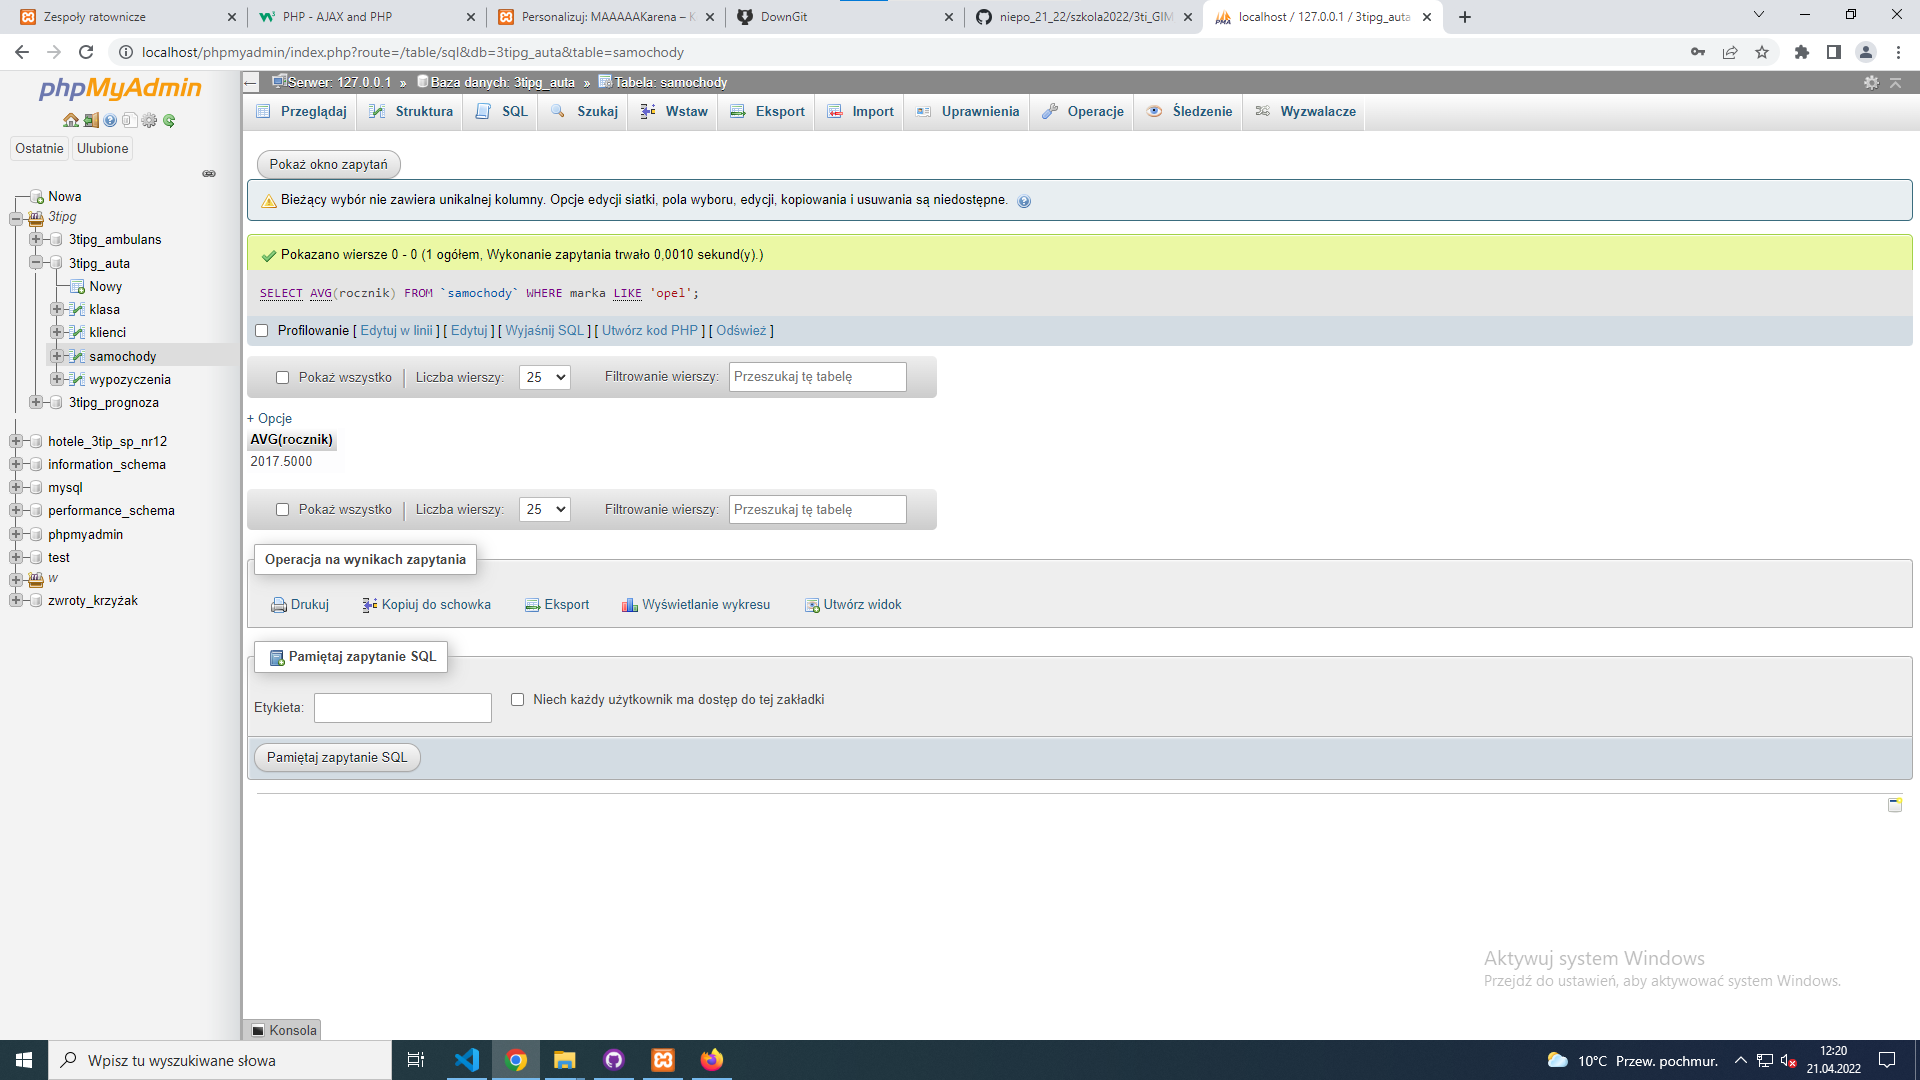 Zespoły ratownicze
PHP - AJAX and PHP
Personalizuj: MAAAAAKarena – K
DownGit
niepo_21_22/szkola2022/3ti_GIM
localhost / 127.0.0.1 / 3tipg_auta
localhost/phpmyadmin/index.php?route=/table/sql&db=3tipg_auta&table=samochody
phpMyAdmin
Ostatnie
Ulubione
Nowa
3tipg
3tipg_ambulans
3tipg_auta
Nowy
klasa
klienci
samochody
wypozyczenia
3tipg_prognoza
hotele_3tip_sp_nr12
information_schema
mysql
performance_schema
phpmyadmin
test
w
zwroty_krzyżak
Serwer: 127.0.0.1 » Baza danych: 3tipg_auta » Tabela: samochody
Przeglądaj
Struktura
SQL
Szukaj
Wstaw
Eksport
Import
Uprawnienia
Operacje
Śledzenie
Wyzwalacze
Pokaż okno zapytań
Bieżący wybór nie zawiera unikalnej kolumny. Opcje edycji siatki, pola wyboru, edycji, kopiowania i usuwania są niedostępne.
Pokazano wiersze 0 - 0 (1 ogółem, Wykonanie zapytania trwało 0,0010 sekund(y).)
SELECT AVG(rocznik) FROM `samochody` WHERE marka LIKE 'opel';
Profilowanie [ Edytuj w linii ] [ Edytuj ] [ Wyjaśnij SQL ] [ Utwórz kod PHP ] [ Odśwież ]
Pokaż wszystko
Liczba wierszy:
25
Filtrowanie wierszy:
Przeszukaj tę tabelę
+ Opcje
AVG(rocznik)
2017.5000
Pokaż wszystko
Liczba wierszy:
25
Filtrowanie wierszy:
Przeszukaj tę tabelę
Operacja na wynikach zapytania
Drukuj
Kopiuj do schowka
Eksport
Wyświetlanie wykresu
Utwórz widok
Pamiętaj zapytanie SQL
Etykieta:
Niech każdy użytkownik ma dostęp do tej zakładki
Pamiętaj zapytanie SQL
Aktywuj system Windows
Przejdź do ustawień, aby aktywować system Windows.
Konsola
Wpisz tu wyszukiwane słowa
10°C Przew. pochmur.
12:20
21.04.2022